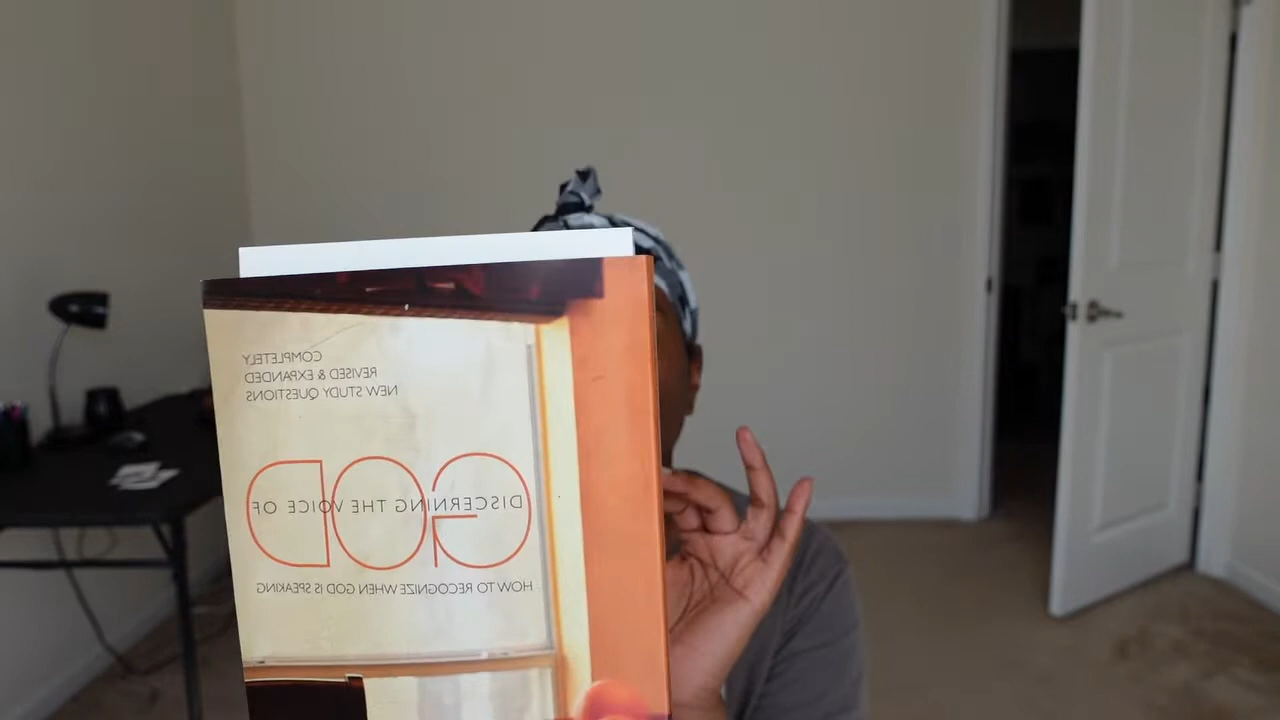 COMPLETELY
REVISED & EXPANDED
NEW STUDY QUESTIONS
DISCERNING THE VOICE OF
GOD
HOW TO RECOGNIZE WHEN GOD IS SPEAKING